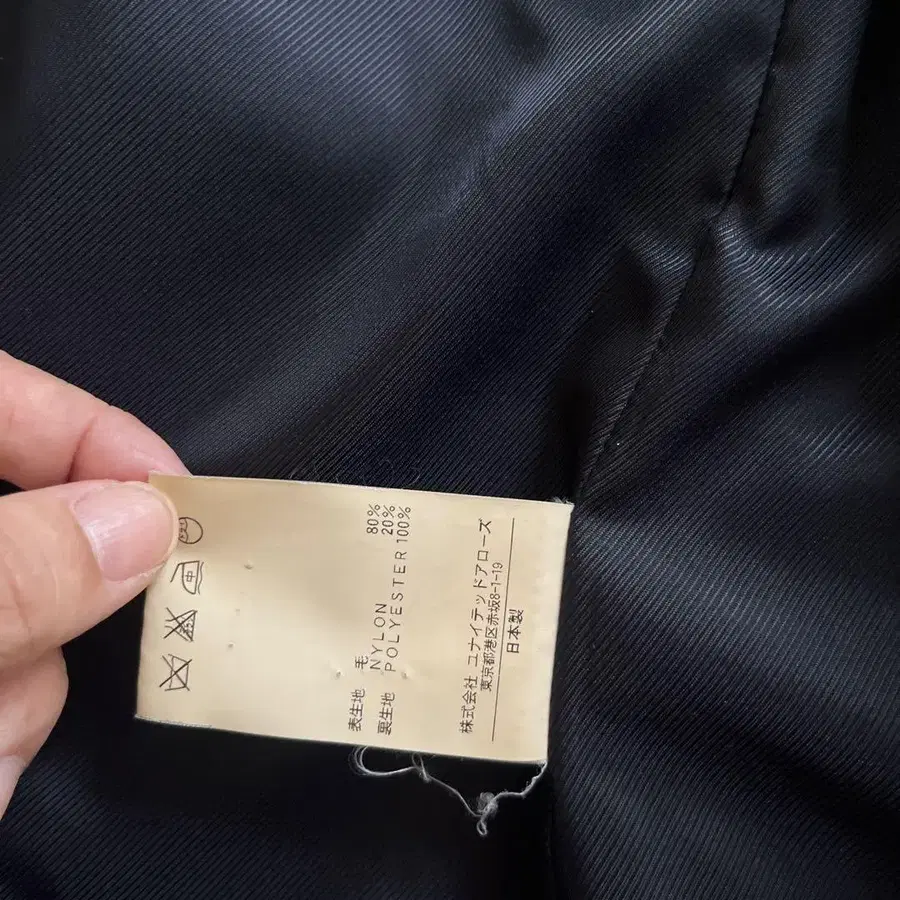 表生地 毛 80%
NYLON 20%
裏生地 POLYESTER 100%
株式会社 ユナイテッドアローズ
東京都港区赤坂8-1-19
日本製
中